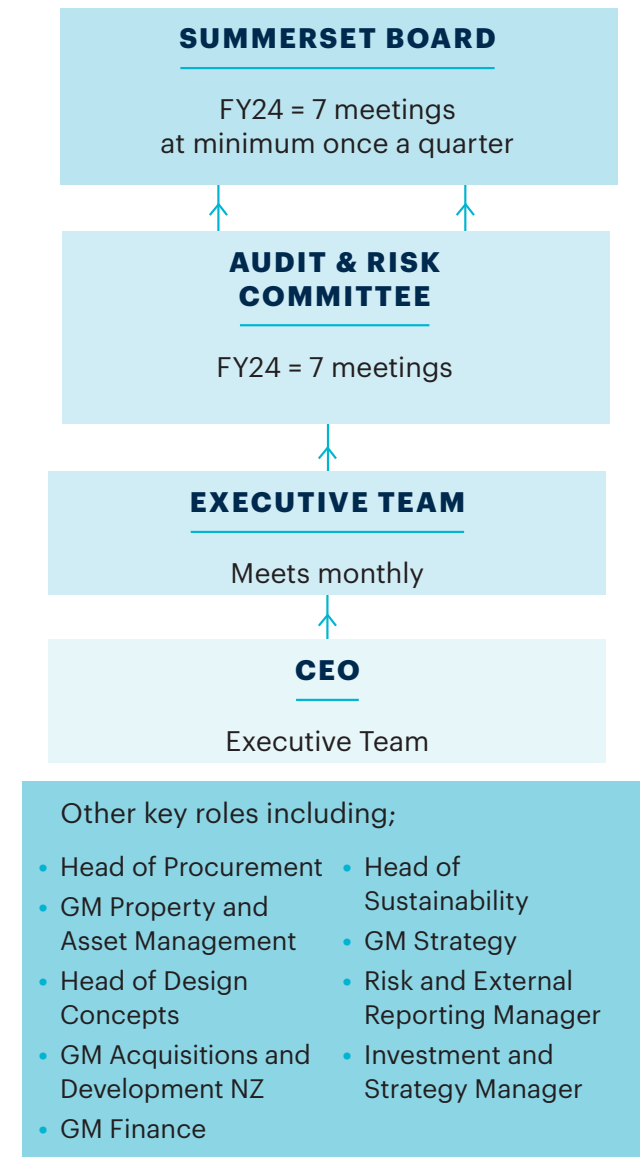 SUMMERSET BOARD
FY24 = 7 meetings
at minimum once a quarter
AUDIT & RISK
COMMITTEE
FY24 = 7 meetings
EXECUTIVE TEAM
Meets monthly
CEO
Executive Team
Other key roles including;
• Head of Procurement
• GM Property and
Asset Management
• Head of Design
Concepts
• GM Acquisitions and
Development NZ
• GM Finance
• Head of
Sustainability
• GM Strategy
• Risk and External
Reporting Manager
• Investment and
Strategy Manager